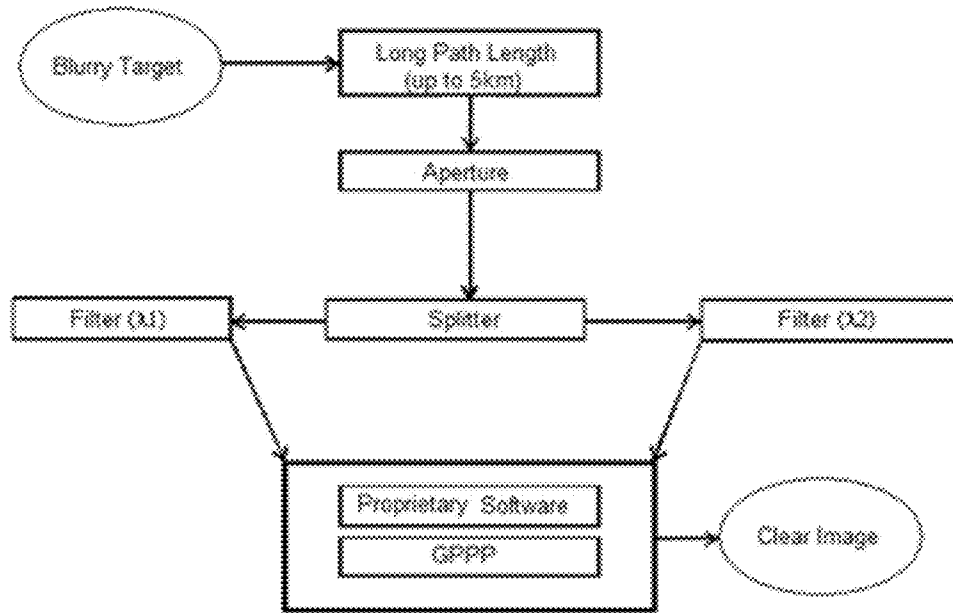 Blurry Target
Long Path Length
(up to 5km)
Aperture
Filter (λ1)
Splitter
Filter (λ2)
Proprietary Software
GPPP
Clear Image